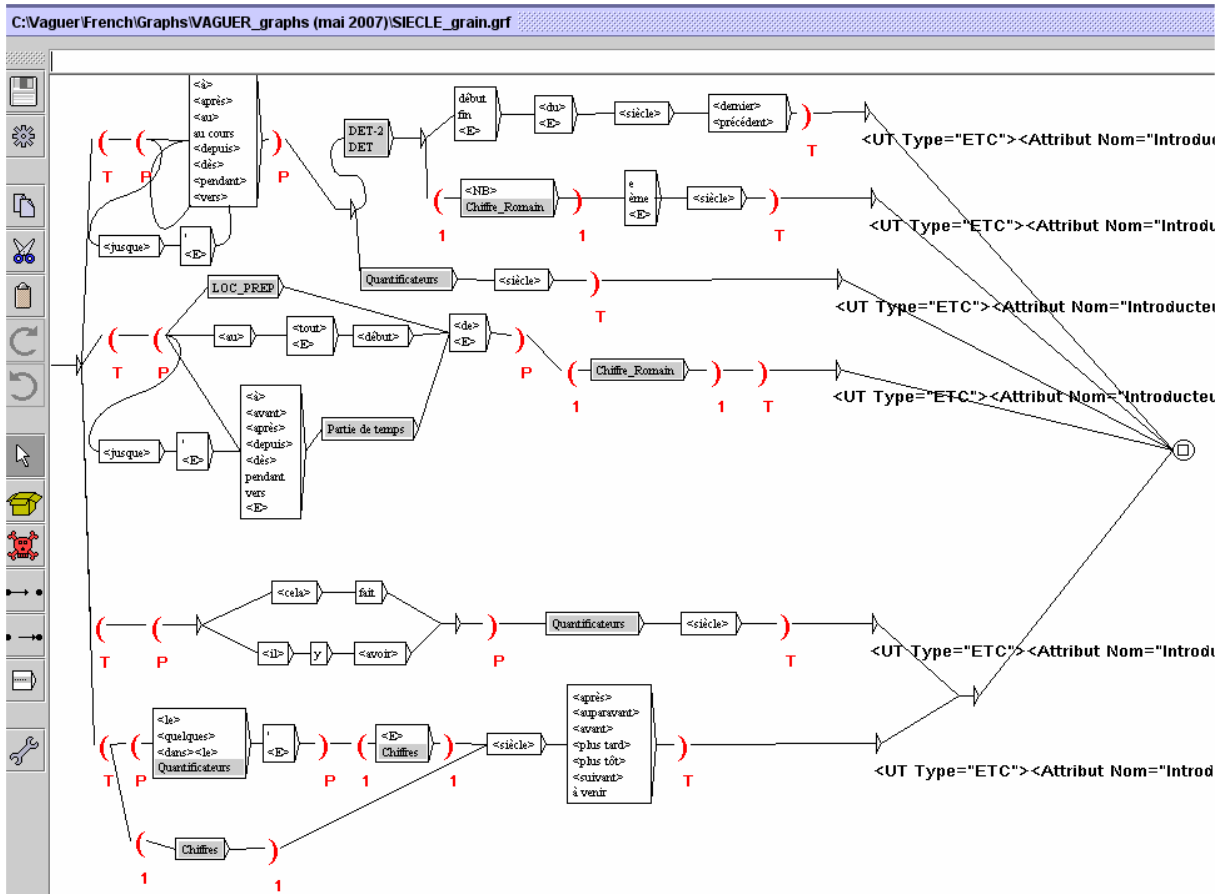 C:\Vaguer\French\Graphs\VAGUER_graphs (mai 2007)\SIECLE_grain.grf
<à>
<après>
<au>
au cours
<depuis>
<dès>
<pendant>
<vers>
(
T
(
P
)
P
<jusque>
'
<E>
DET-2
DET
début
fin
<E>
<du>
<E>
<siècle>
<dernier>
<précédent>
)
T
<UT Type="ETC"><Attribut Nom="Introduc
(
1
<NB>
Chiffre_Romain
)
1
e
ème
<E>
<siècle>
)
T
<UT Type="ETC"><Attribut Nom="Introdu
Quantificateurs
<siècle>
)
T
<UT Type="ETC"><Attribut Nom="Introducte
(
T
(
P
LOC_PREP
<au>
<tout>
<E>
<début>
<de>
<E>
)
P
(
1
Chiffre_Romain
)
1
)
T
<UT Type="ETC"><Attribut Nom="Introducteu
<jusque>
'
<E>
<à>
<avant>
<après>
<depuis>
<dès>
pendant
vers
<E>
Partie de temps
(
T
(
P
<cela>
fait
<il>
y
<avoir>
)
P
Quantificateurs
<siècle>
)
T
<UT Type="ETC"><Attribut Nom="Introdu
(
T
(
P
<le>
<quelques>
<dans><le>
Quantificateurs
'
<E>
)
P
(
1
<E>
Chiffres
)
1
<siècle>
<après>
<auparavant>
<avant>
<plus tard>
<plus tôt>
<suivant>
à venir
)
T
<UT Type="ETC"><Attribut Nom="Introd
(
1
Chiffres
)
1